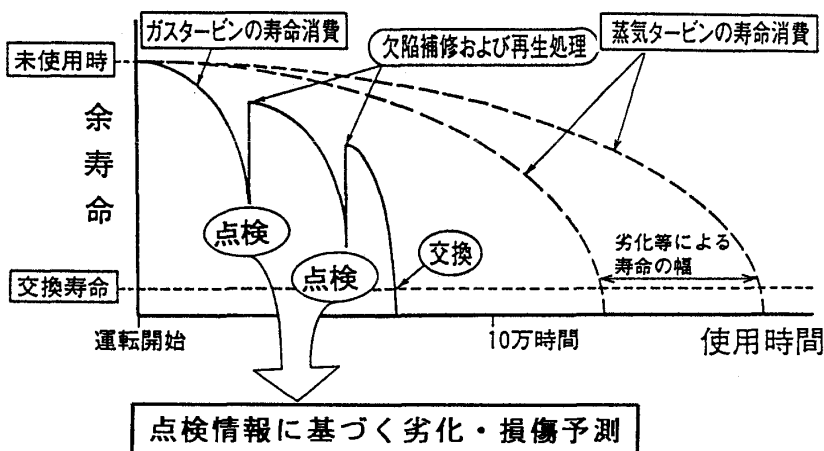 ガスタービンの寿命消費
欠陥補修および再生処理
蒸気タービンの寿命消費
未使用時
余寿命
点検
点検
交換
劣化等による
寿命の幅
交換寿命
運転開始
10万時間
使用時間
点検情報に基づく劣化・損傷予測